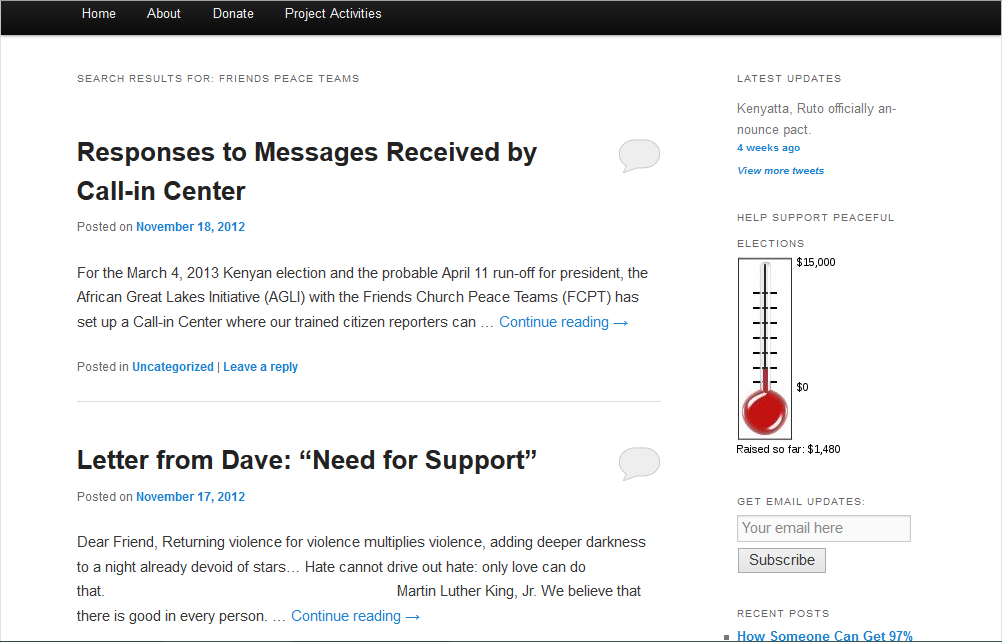 Home About Donate Project Activities
SEARCH RESULTS FOR: FRIENDS PEACE TEAMS
Responses to Messages Received by
Call-in Center
Posted on November 18, 2012
For the March 4, 2013 Kenyan election and the probable April 11 run-off for president, the
African Great Lakes Initiative (AGLI) with the Friends Church Peace Teams (FCPT) has
set up a Call-in Center where our trained citizen reporters can … Continue reading →
Posted in Uncategorized | Leave a reply
Letter from Dave: “Need for Support”
Posted on November 17, 2012
Dear Friend, Returning violence for violence multiplies violence, adding deeper darkness
to a night already devoid of stars… Hate cannot drive out hate: only love can do
that. Martin Luther King, Jr. We believe that
there is good in every person. … Continue reading →
LATEST UPDATES
Kenyatta, Ruto officially an-
nounce pact.
4 weeks ago
View more tweets
HELP SUPPORT PEACEFUL
ELECTIONS
$15,000
$0
Raised so far: $1,480
GET EMAIL UPDATES:
Your email here
Subscribe
RECENT POSTS
How Someone Can Get 97%